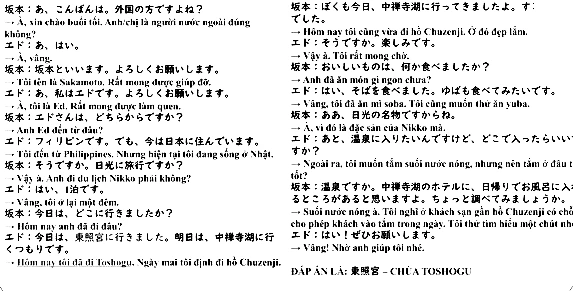 坂本：あ、こんばんは。外国の方ですよね？
→ À, xin chào buổi tối. Anh/chị là người nước ngoài đúng
không?
エド：あ、はい。
→ À, vâng.
坂本：坂本といいます。よろしくお願いします。
→ Tôi tên là Sakamoto. Rất mong được giúp đỡ.
エド：あ、私はエドです。よろしくお願いします。
→ À, tôi là Ed. Rất mong được làm quen.
坂本：エドさんは、どちらからですか？
→ Anh Ed đến từ đâu?
エド：フィリピンです。でも、今は日本に住んでいます。
→ Tôi đến từ Philippines. Nhưng hiện tại tôi đang sống ở Nhật.
坂本：そうですか。日光に旅行ですか？
→ Vậy à. Anh đi du lịch Nikko phải không?
エド：はい、1泊です。
→ Vâng, tôi ở lại một đêm.
坂本：今日は、どこに行きましたか？
→ Hôm nay anh đã đi đâu?
エド：今日は、東照宮に行きました。明日は、中禅寺湖に行
くつもりです。
→ Hôm nay tôi đã đi Toshogu. Ngày mai tôi định đi hồ Chuzenji.
坂本：ぼくも今日、中禅寺湖に行ってきましたよ。す
でした。
→ Hôm nay tôi cũng vừa đi hồ Chuzenji. Ở đó đẹp lắm.
エド：そうですか。楽しみです。
→ Vậy à. Tôi rất mong chờ.
坂本：おいしいものは、何か食べましたか？
→ Anh đã ăn món gì ngon chưa?
エド：はい、そばを食べました。ゆばも食べてみたいです。
→ Vâng, tôi đã ăn mì soba. Tôi cũng muốn thử ăn yuba.
坂本：ああ、日光の名物ですからね。
→ À, vì đó là đặc sản của Nikko mà.
エド：あと、温泉に入りたいんですけど、どこで入ったらいい
すか？
→ Ngoài ra, tôi muốn tắm suối nước nóng, nhưng nên tắm ở đâu t
tốt?
坂本：温泉ですか。中禅寺湖のホテルに、日帰りでお風呂に入
るところがあると思いますよ。ちょっと調べてみましょうか。
→ Suối nước nóng à. Tôi nghĩ ở khách sạn gần hồ Chuzenji có chỗ
cho phép khách vào tắm trong ngày. Tôi thử tìm hiểu một chút nh
エド：はい！ぜひお願いします。
→ Vâng! Nhờ anh giúp tôi nhé.
ĐÁP ÁN LÀ: 東照宮 – CHÙA TOSHOGU